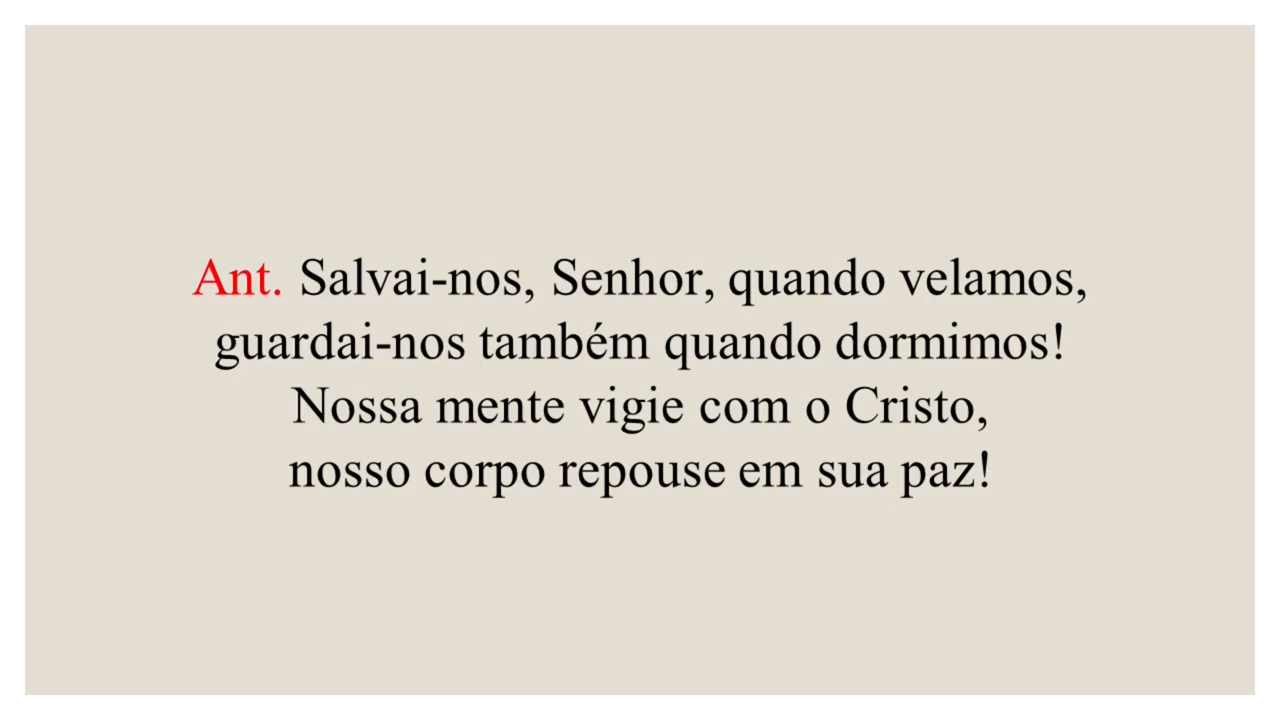 Ant. Salvai-nos, Senhor, quando velamos,
guardai-nos também quando dormimos!
Nossa mente vigie com o Cristo,
nosso corpo repouse em sua paz!